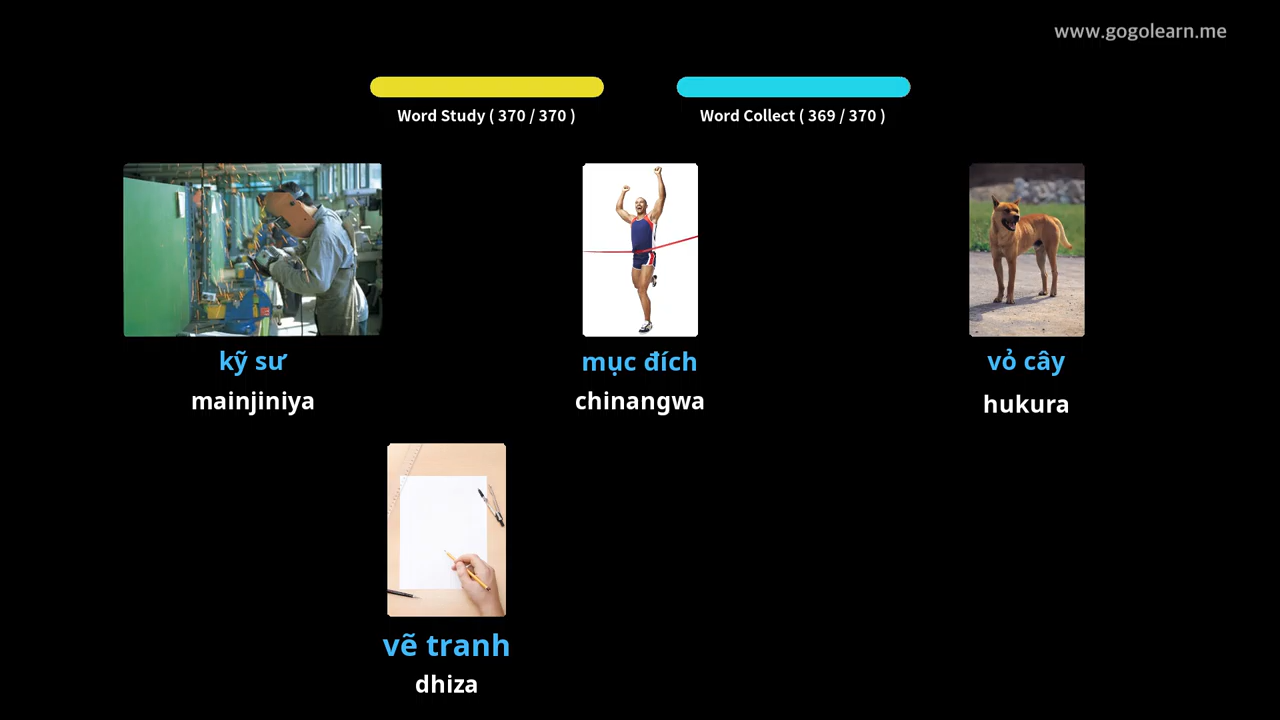 www.gogolearn.me
Word Study ( 370 / 370 )
Word Collect ( 369 / 370 )
kỹ sư
mainjiniya
mục đích
chinangwa
vỏ cây
hukura
vẽ tranh
dhiza